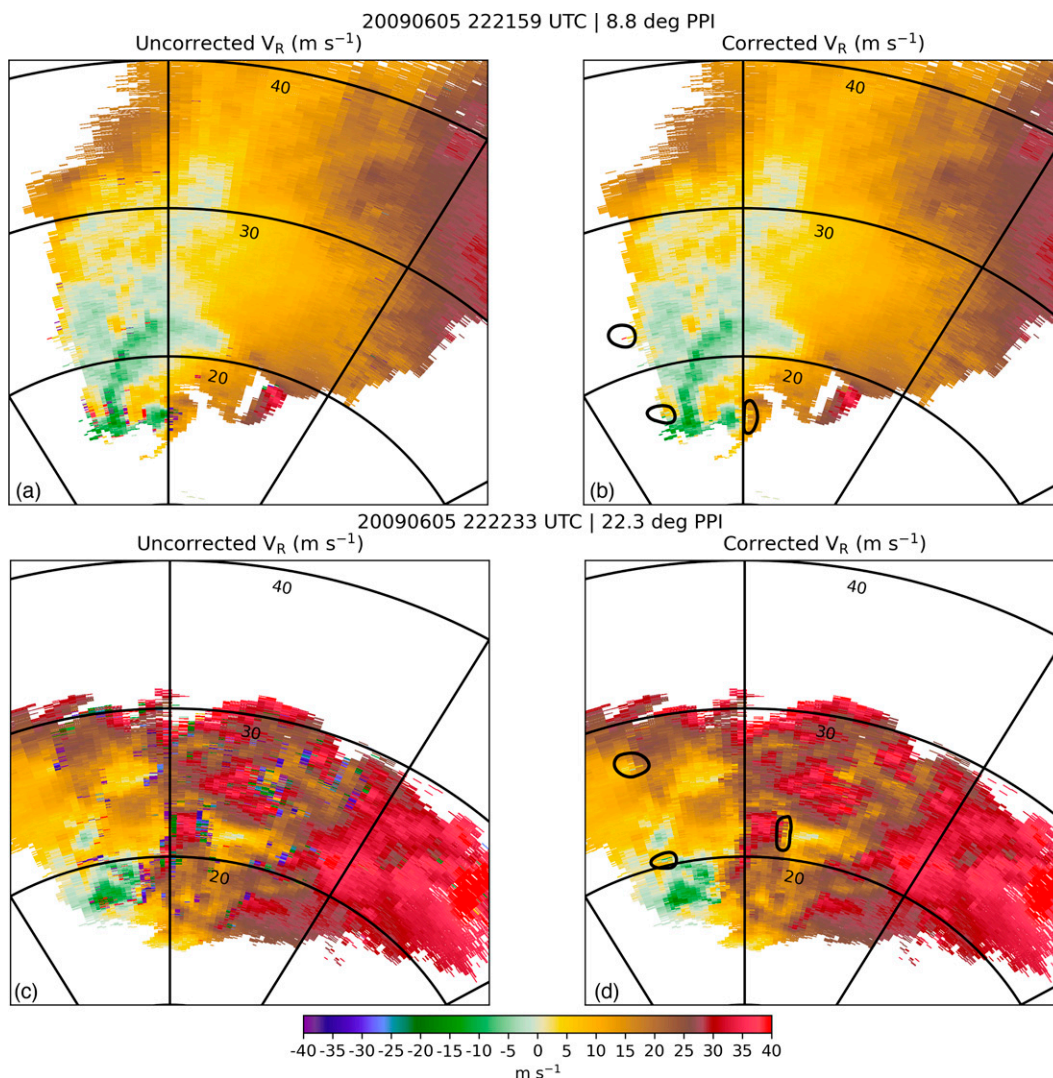 20090605 222159 UTC | 8.8 deg PPI
Uncorrected V_R (m s⁻¹)
Corrected V_R (m s⁻¹)
40
40
30
30
20
20
(a)
(b)
20090605 222233 UTC | 22.3 deg PPI
Uncorrected V_R (m s⁻¹)
Corrected V_R (m s⁻¹)
40
40
30
30
20
20
(c)
(d)
-40 -35 -30 -25 -20 -15 -10 -5 0 5 10 15 20 25 30 35 40
m s⁻¹